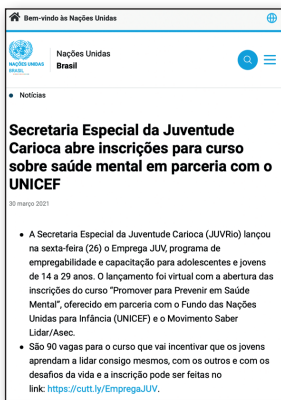 Bem-vindo às Nações Unidas
NAÇÕES UNIDAS
BRASIL
Nações Unidas
Brasil
Notícias
Secretaria Especial da Juventude
Carioca abre inscrições para curso
sobre saúde mental em parceria com o
UNICEF
30 março 2021
A Secretaria Especial da Juventude Carioca (JUVRio) lançou
na sexta-feira (26) o Emprega JUV, programa de
empregabilidade e capacitação para adolescentes e jovens
de 14 a 29 anos. O lançamento foi virtual com a abertura das
inscrições do curso "Promover para Prevenir em Saúde
Mental", oferecido em parceria com o Fundo das Nações
Unidas para Infância (UNICEF) e o Movimento Saber
Lidar/Asec.
São 90 vagas para o curso que vai incentivar que os jovens
aprendam a lidar consigo mesmos, com os outros e com os
desafios da vida e a inscrição pode ser feitas no
link: https://cutt.ly/EmpregaJUV.